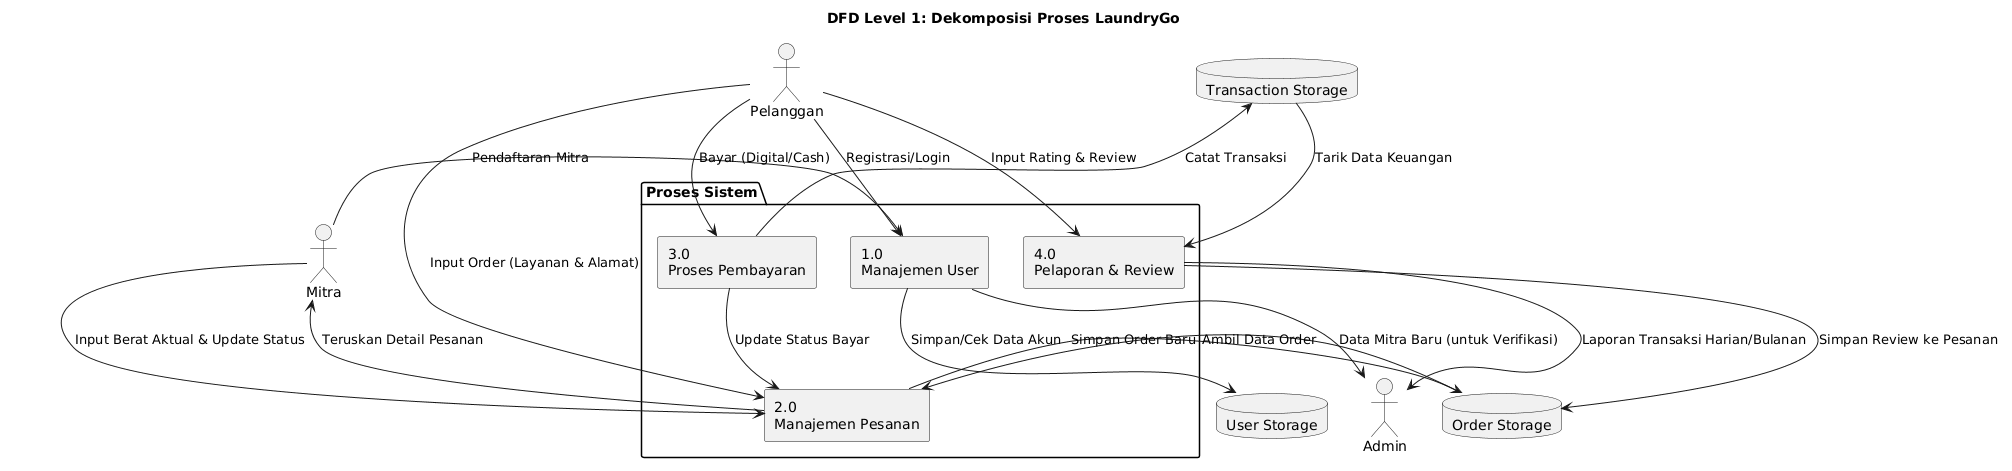 DFD Level 1: Dekomposisi Proses LaundryGo
Pelanggan
Transaction Storage
Pendaftaran Mitra
Bayar (Digital/Cash)
Registrasi/Login
Input Rating & Review
Catat Transaksi
Tarik Data Keuangan
Proses Sistem
Mitra
Input Order (Layanan & Alamat)
3.0
Proses Pembayaran
1.0
Manajemen User
4.0
Pelaporan & Review
Input Berat Aktual & Update Status
Teruskan Detail Pesanan
Update Status Bayar
Simpan/Cek Data Akun
Simpan Order Baru
Ambil Data Order
Data Mitra Baru (untuk Verifikasi)
Laporan Transaksi Harian/Bulanan
Simpan Review ke Pesanan
2.0
Manajemen Pesanan
User Storage
Admin
Order Storage